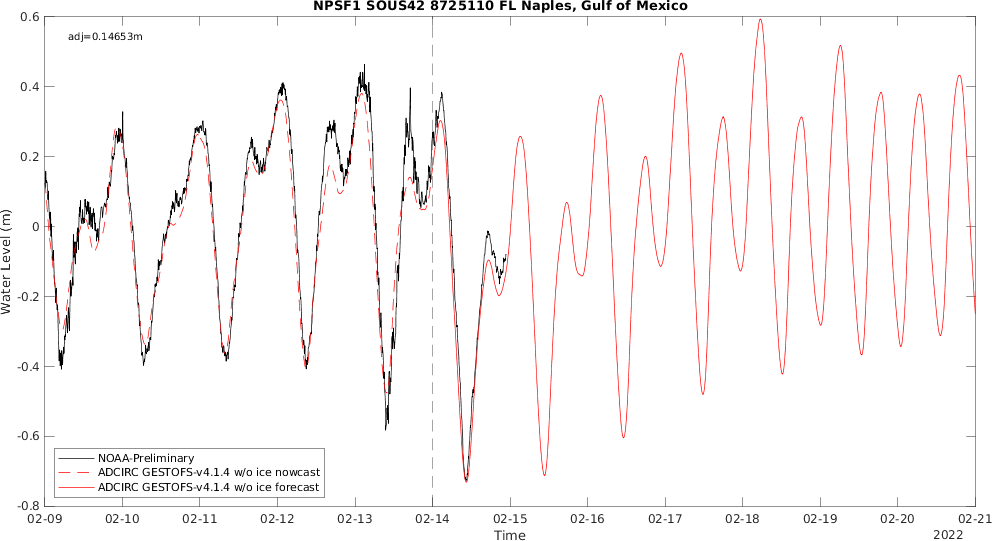 NPSF1 SOUS42 8725110 FL Naples, Gulf of Mexico
adj=0.14653m
0.6
0.4
0.2
0
-0.2
-0.4
-0.6
-0.8
Water Level (m)
NOAA-Preliminary
ADCIRC GESTOFS-v4.1.4 w/o ice nowcast
ADCIRC GESTOFS-v4.1.4 w/o ice forecast
02-09 02-10 02-11 02-12 02-13 02-14 02-15 02-16 02-17 02-18 02-19 02-20 02-21
Time
2022